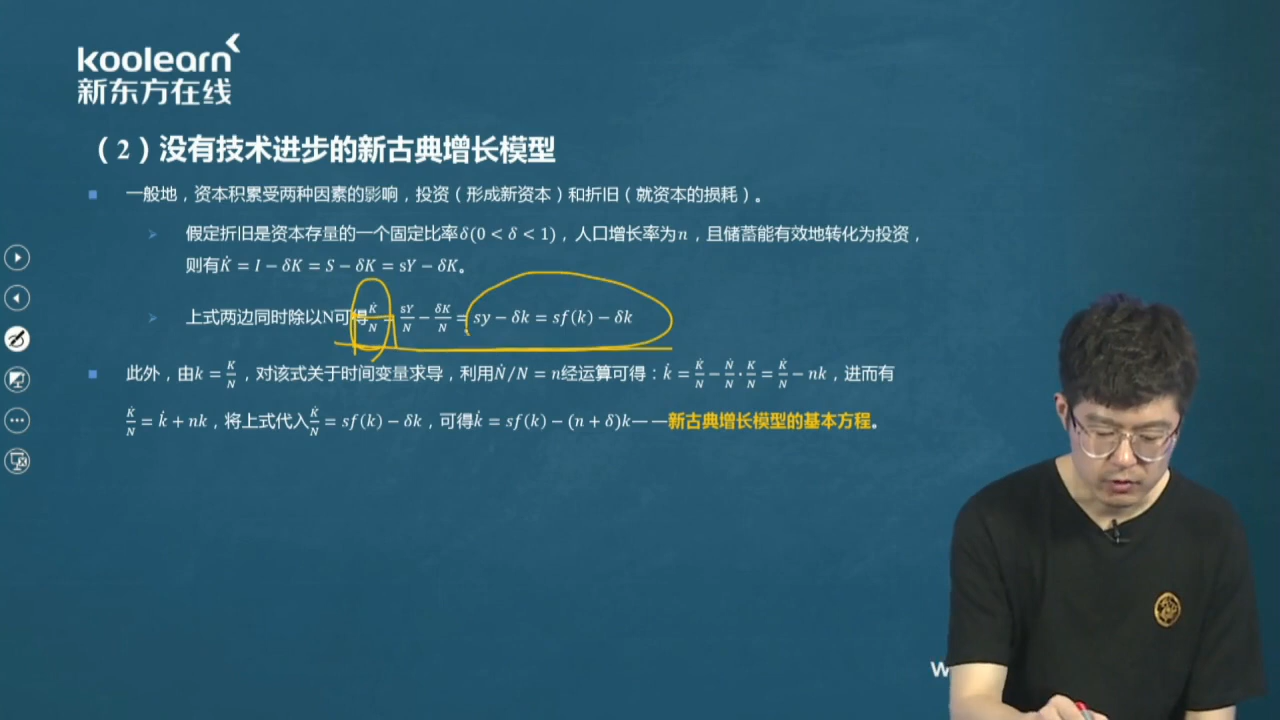 koolearn
新东方在线
（2）没有技术进步的新古典增长模型
一般地，资本积累受两种因素的影响，投资（形成新资本）和折旧（就资本的损耗）。
假定折旧是资本存量的一个固定比率δ(0 < δ < 1)，人口增长率为n，且储蓄能有效地转化为投资，
则有K̇ = I − δK = S − δK = sY − δK。
上式两边同时除以N可得K̇/N = sY/N − δK/N = sy − δk = sf(k) − δk
此外，由k = K/N，对该式关于时间变量求导，利用Ṅ/N = n经运算可得：k̇ = K̇/N − Ṅ/N · K/N = K̇/N − nk，进而有
K̇/N = k̇ + nk，将上式代入K̇/N = sf(k) − δk，可得k̇ = sf(k) − (n + δ)k——新古典增长模型的基本方程。
w